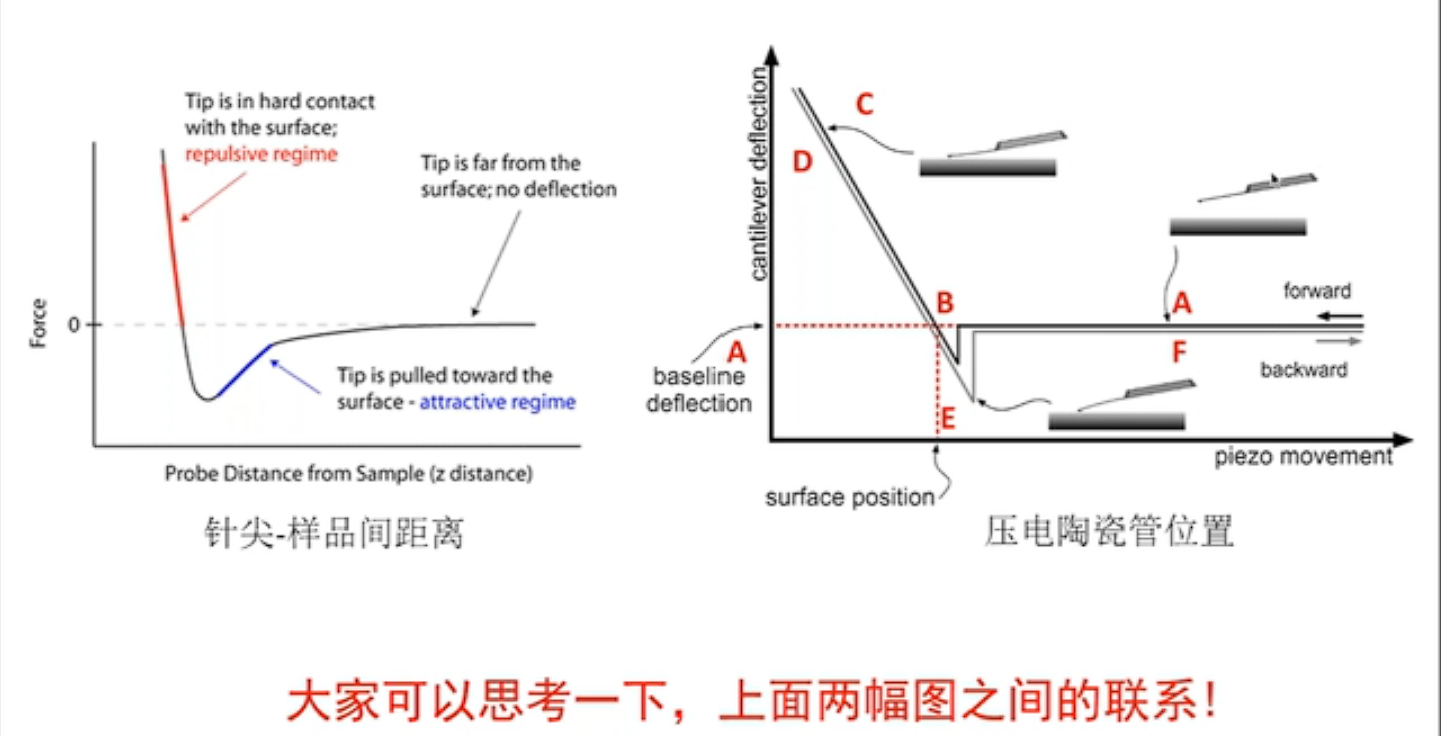 Tip is in hard contact
with the surface;
repulsive regime
Tip is far from the
surface; no deflection
Force
0
Tip is pulled toward the
surface - attractive regime
Probe Distance from Sample (z distance)
针尖-样品间距离
cantilever deflection
C
D
B
A
forward
F
backward
A
baseline
deflection
E
piezo movement
surface position
压电陶瓷管位置
大家可以思考一下，上面两幅图之间的联系！